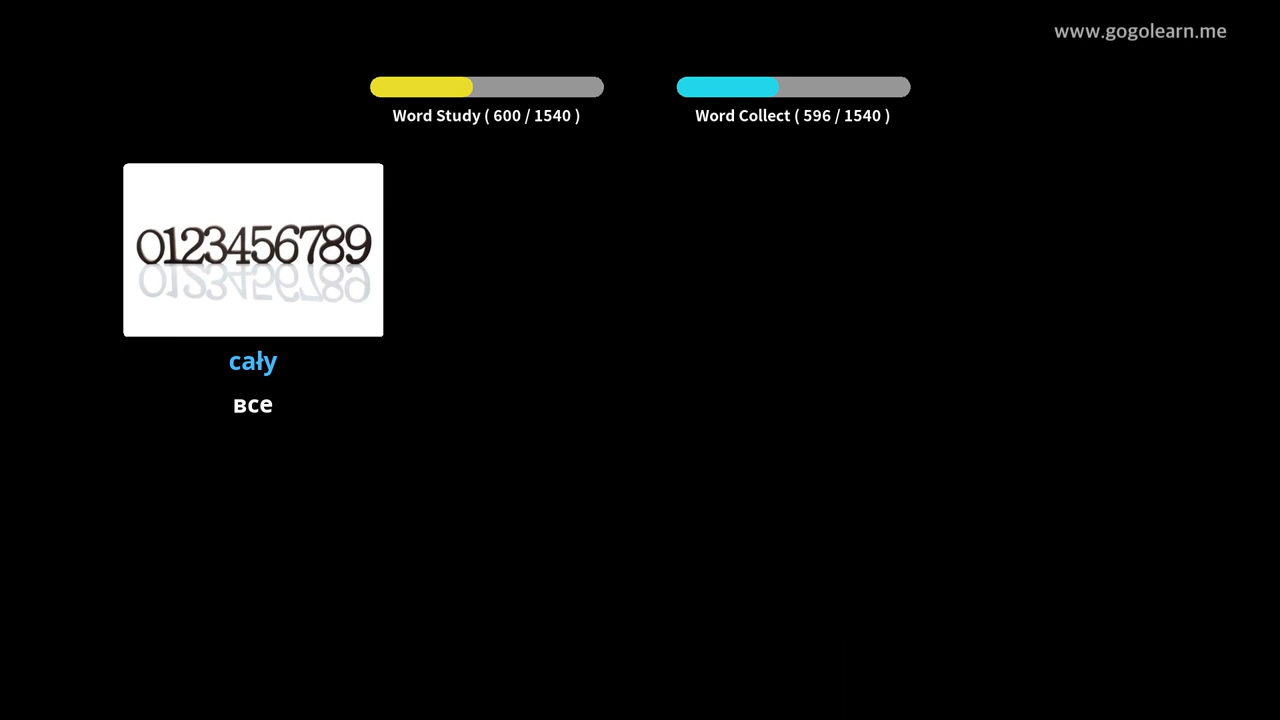 www.gogolearn.me
Word Study ( 600 / 1540 )
Word Collect ( 596 / 1540 )
0123456789
cały
все